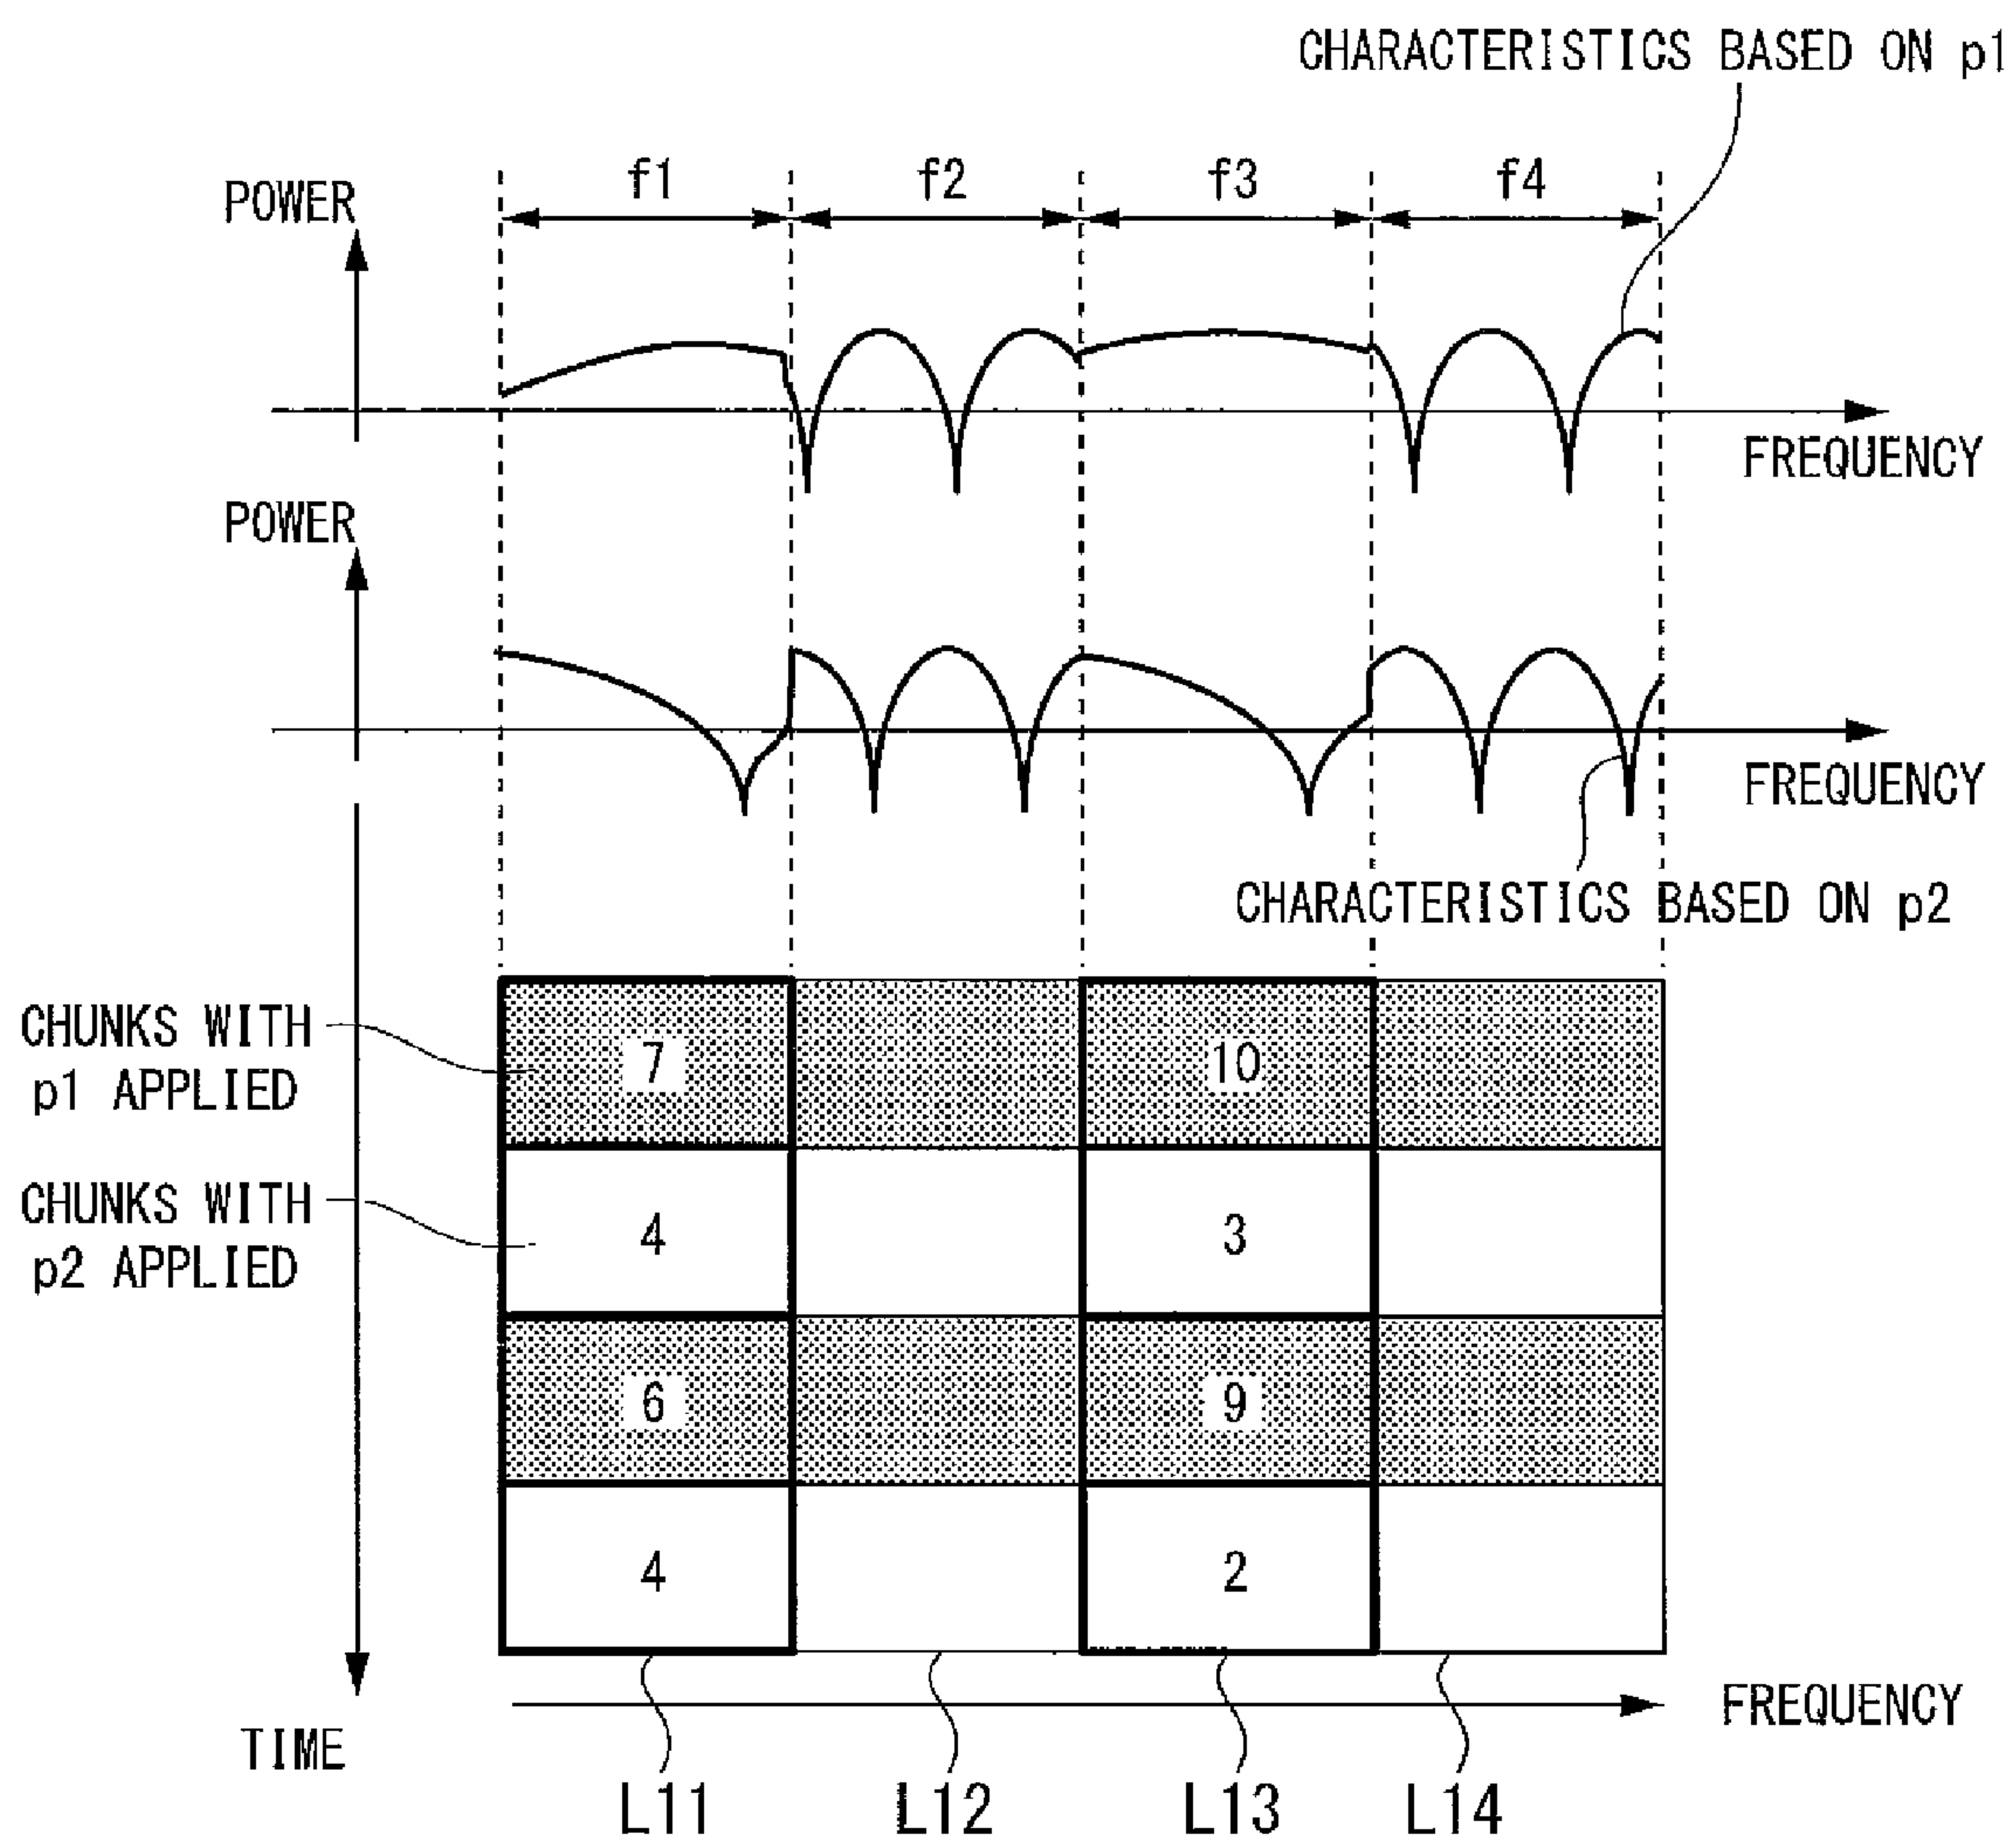 CHARACTERISTICS BASED ON p1
f1 f2 f3 f4
POWER
FREQUENCY
POWER
FREQUENCY
CHARACTERISTICS BASED ON p2
CHUNKS WITH
p1 APPLIED
7 10
CHUNKS WITH
p2 APPLIED
4 3
6 9
4 2
FREQUENCY
TIME
L11 L12 L13 L14